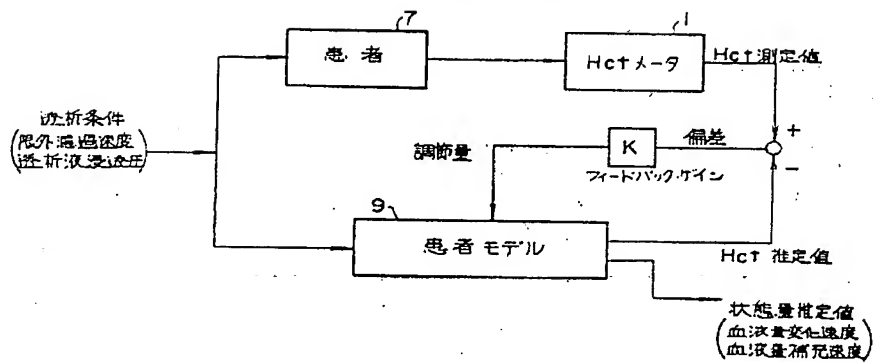 7
患者
1
Hctメータ
Hct測定値
透析条件
(限外濾過速度
透析液浸透圧)
+
偏差
K
調節量
フィードバック・ゲイン
−
9
患者モデル
Hct推定値
状態量推定値
(血液量変化速度
血液量補充速度)